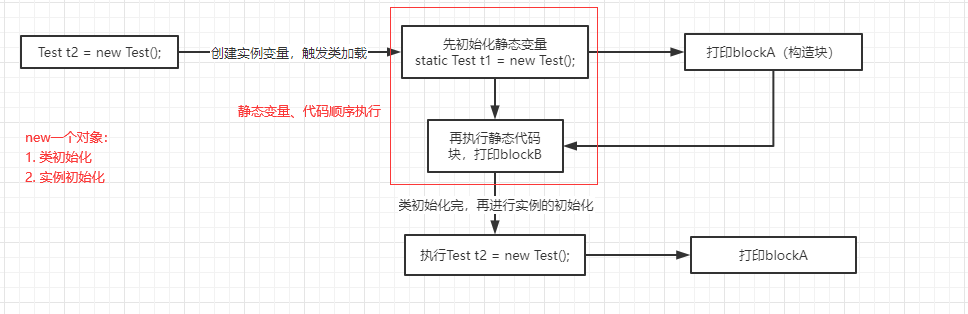 Test t2 = new Test();
创建实例变量，触发类加载
先初始化静态变量
static Test t1 = new Test();
打印blockA（构造块）
静态变量、代码顺序执行
new一个对象：
1. 类初始化
2. 实例初始化
再执行静态代码
块，打印blockB
类初始化完，再进行实例的初始化
执行Test t2 = new Test();
打印blockA